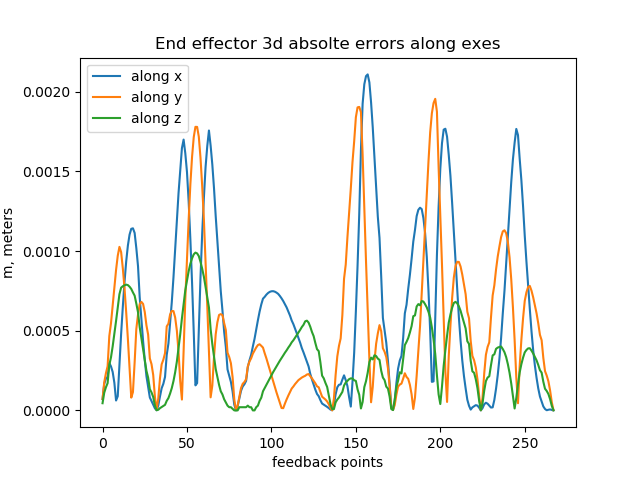 End effector 3d absolte errors along exes
along x
along y
along z
0.0020
0.0015
0.0010
0.0005
0.0000
m, meters
0 50 100 150 200 250
feedback points